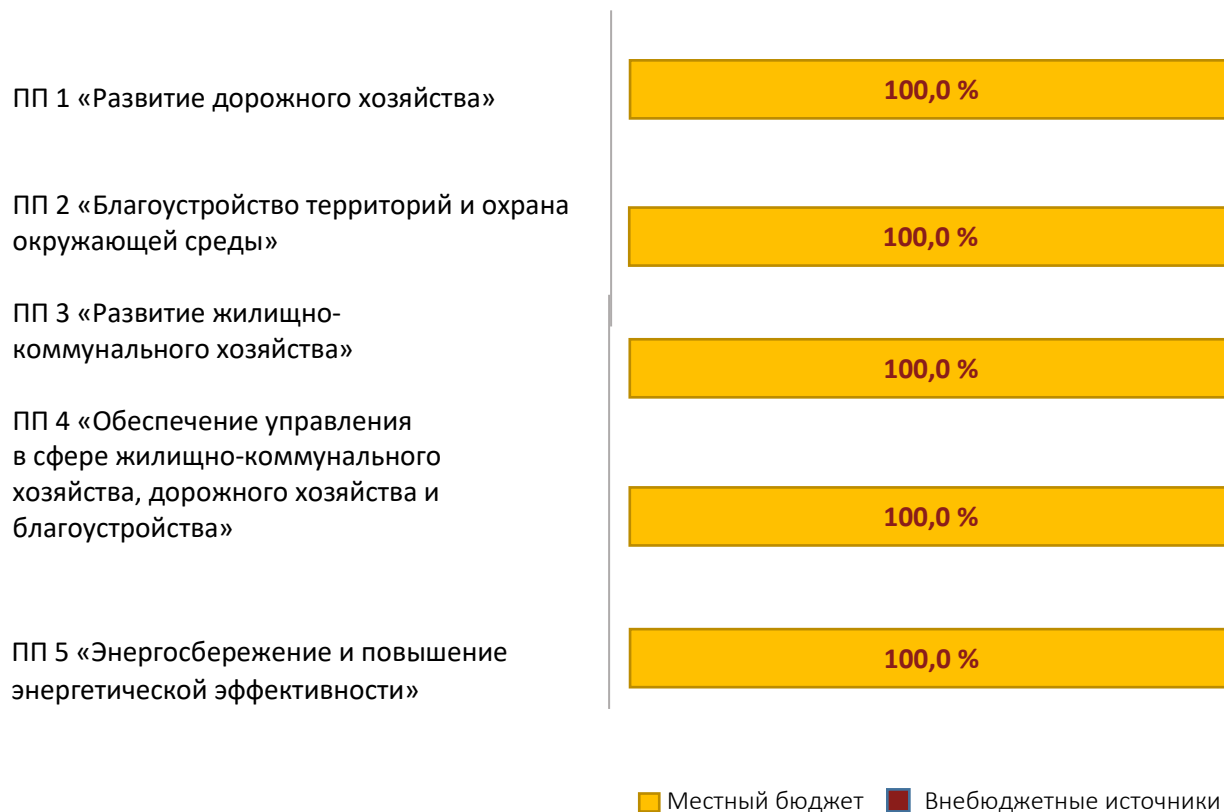 ПП 1 «Развитие дорожного хозяйства»
100,0 %
ПП 2 «Благоустройство территорий и охрана
окружающей среды»
100,0 %
ПП 3 «Развитие жилищно-
коммунального хозяйства»
100,0 %
ПП 4 «Обеспечение управления
в сфере жилищно-коммунального
хозяйства, дорожного хозяйства и
благоустройства»
100,0 %
ПП 5 «Энергосбережение и повышение
энергетической эффективности»
100,0 %
Местный бюджет
Внебюджетные источники